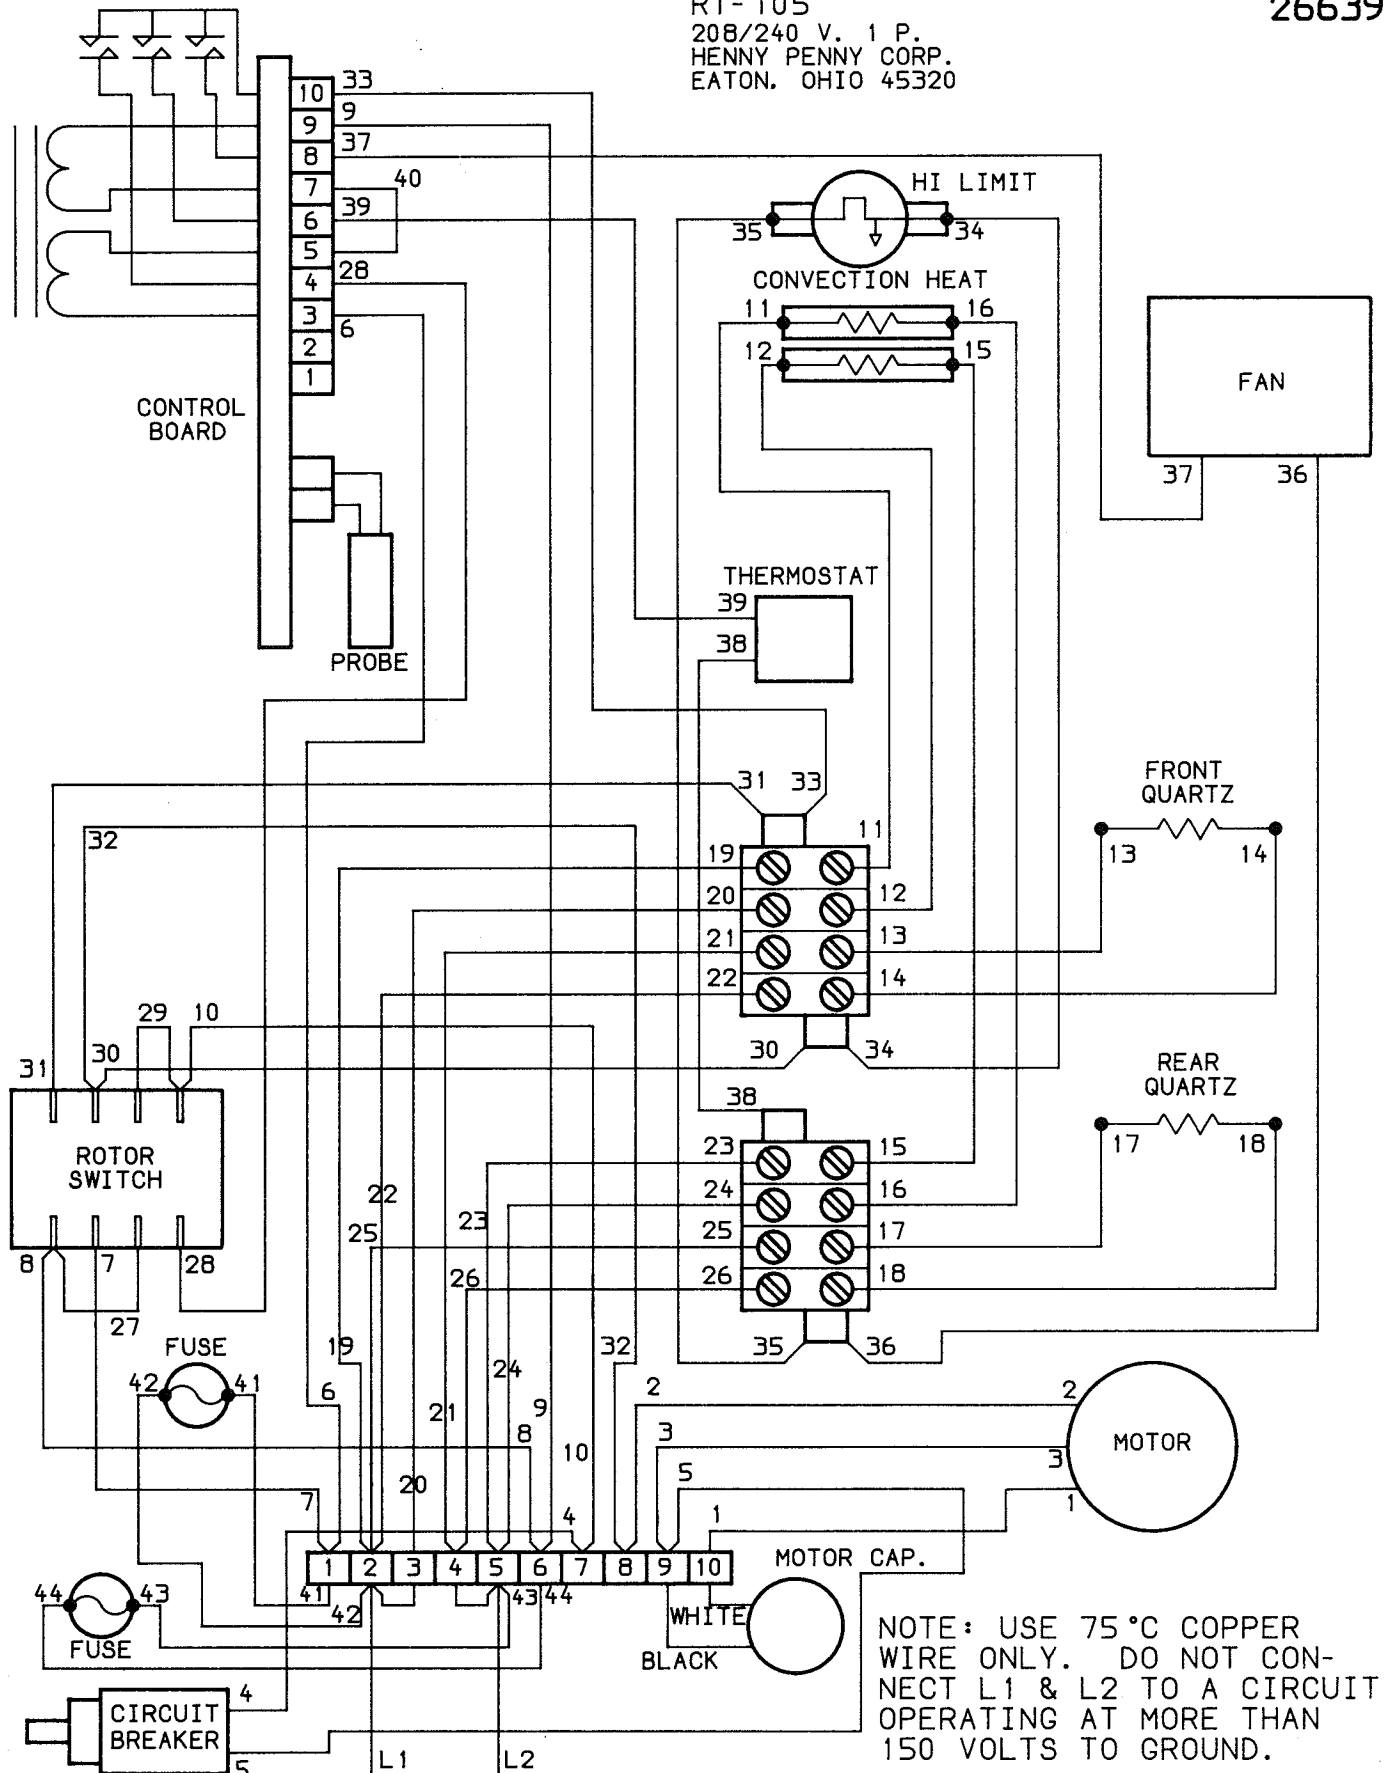 RT-105
26639
208/240 V. 1 P.
HENNY PENNY CORP.
EATON. OHIO 45320
10 33
9 9
8 37
7 40
6 39
5
4 28
3 6
2
1
CONTROL
BOARD
PROBE
HI LIMIT
35 34
CONVECTION HEAT
11 16
12 15
FAN
37 36
THERMOSTAT
39
38
31 33
32
FRONT
QUARTZ
13 14
19 11
20 12
21 13
22 14
30 34
29 10
31 30
ROTOR
SWITCH
8 7 28
27
REAR
QUARTZ
17 18
38
23 15
24 16
25 17
26 18
35 36
22
25 23
26
FUSE
42 41
6 19 21 24 9 32 2
8 10 3
20 5
7 4 1
MOTOR
2
3
1
1 2 3 4 5 6 7 8 9 10
41 42 43 44
MOTOR CAP.
WHITE
BLACK
44 43
FUSE
CIRCUIT
BREAKER
4
5
L1 L2
NOTE: USE 75°C COPPER
WIRE ONLY. DO NOT CON-
NECT L1 & L2 TO A CIRCUIT
OPERATING AT MORE THAN
150 VOLTS TO GROUND.